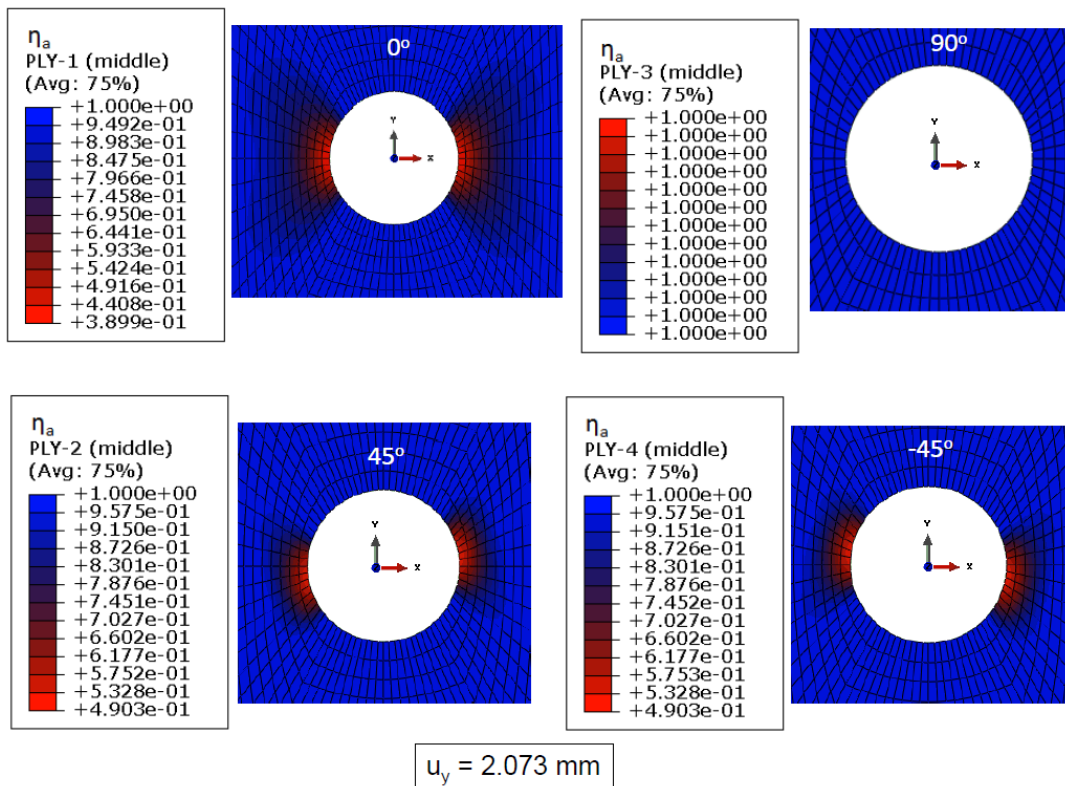 ηa
PLY-1 (middle)
(Avg: 75%)
+1.000e+00
+9.492e-01
+8.983e-01
+8.475e-01
+7.966e-01
+7.458e-01
+6.950e-01
+6.441e-01
+5.933e-01
+5.424e-01
+4.916e-01
+4.408e-01
+3.899e-01
0º
Y
X
ηa
PLY-3 (middle)
(Avg: 75%)
+1.000e+00
+1.000e+00
+1.000e+00
+1.000e+00
+1.000e+00
+1.000e+00
+1.000e+00
+1.000e+00
+1.000e+00
+1.000e+00
+1.000e+00
+1.000e+00
+1.000e+00
90º
Y
X
ηa
PLY-2 (middle)
(Avg: 75%)
+1.000e+00
+9.575e-01
+9.150e-01
+8.726e-01
+8.301e-01
+7.876e-01
+7.451e-01
+7.027e-01
+6.602e-01
+6.177e-01
+5.752e-01
+5.328e-01
+4.903e-01
45º
Y
X
ηa
PLY-4 (middle)
(Avg: 75%)
+1.000e+00
+9.575e-01
+9.151e-01
+8.726e-01
+8.301e-01
+7.876e-01
+7.452e-01
+7.027e-01
+6.602e-01
+6.177e-01
+5.753e-01
+5.328e-01
+4.903e-01
-45º
Y
X
uy = 2.073 mm